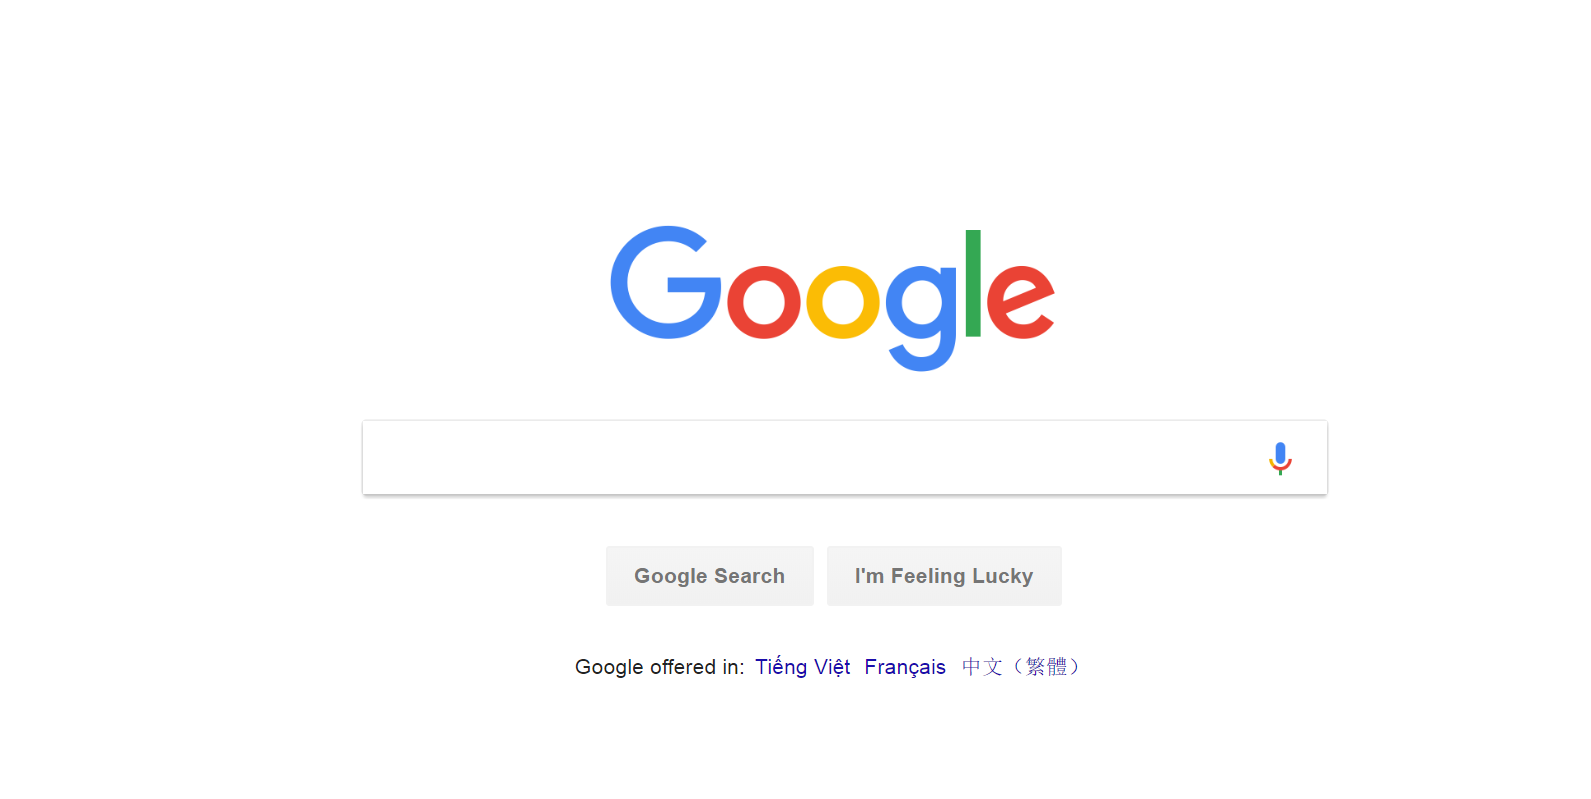 Google
Google Search I'm Feeling Lucky
Google offered in: Tiếng Việt Français 中文（繁體）